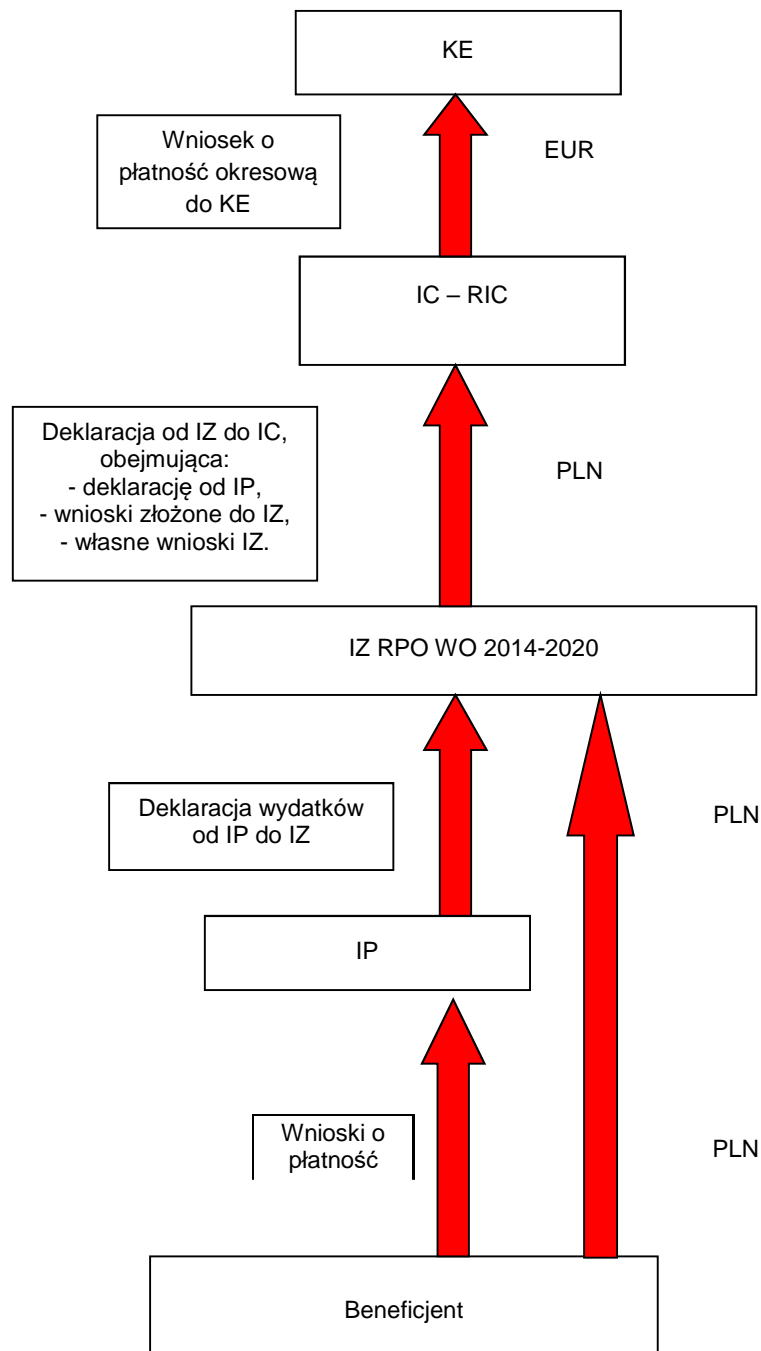 KE
Wniosek o
płatność okresową
do KE
EUR
IC – RIC
Deklaracja od IZ do IC,
obejmująca:
- deklarację od IP,
- wnioski złożone do IZ,
- własne wnioski IZ.
PLN
IZ RPO WO 2014-2020
Deklaracja wydatków
od IP do IZ
PLN
IP
Wnioski o
płatność
PLN
Beneficjent